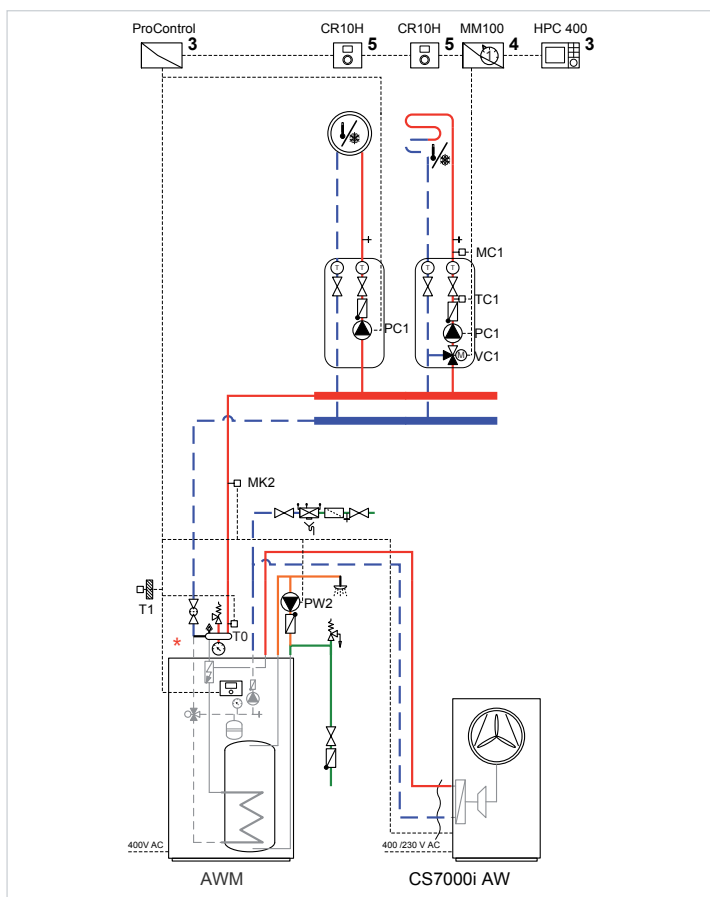 ProControl CR10H CR10H MM100 HPC 400
3 5 5 4 3
1
T T T T
MC1
TC1
PC1 PC1
M VC1
MK2
T1
PW2
T0
*
400V AC
400 /230 V AC
AWM CS7000i AW